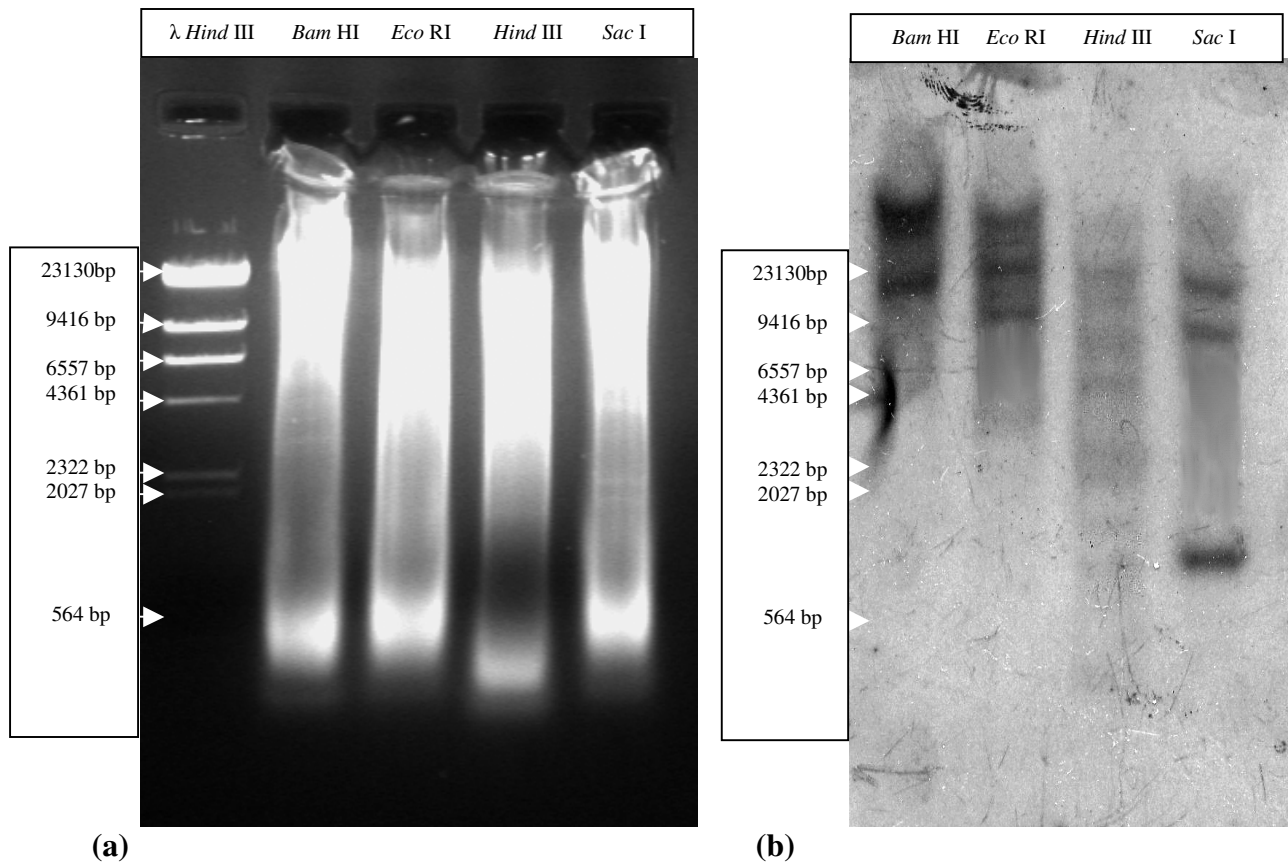 λ Hind III Bam HI Eco RI Hind III Sac I
23130bp
9416 bp
6557 bp
4361 bp
2322 bp
2027 bp
564 bp
(a)
Bam HI Eco RI Hind III Sac I
23130bp
9416 bp
6557 bp
4361 bp
2322 bp
2027 bp
564 bp
(b)